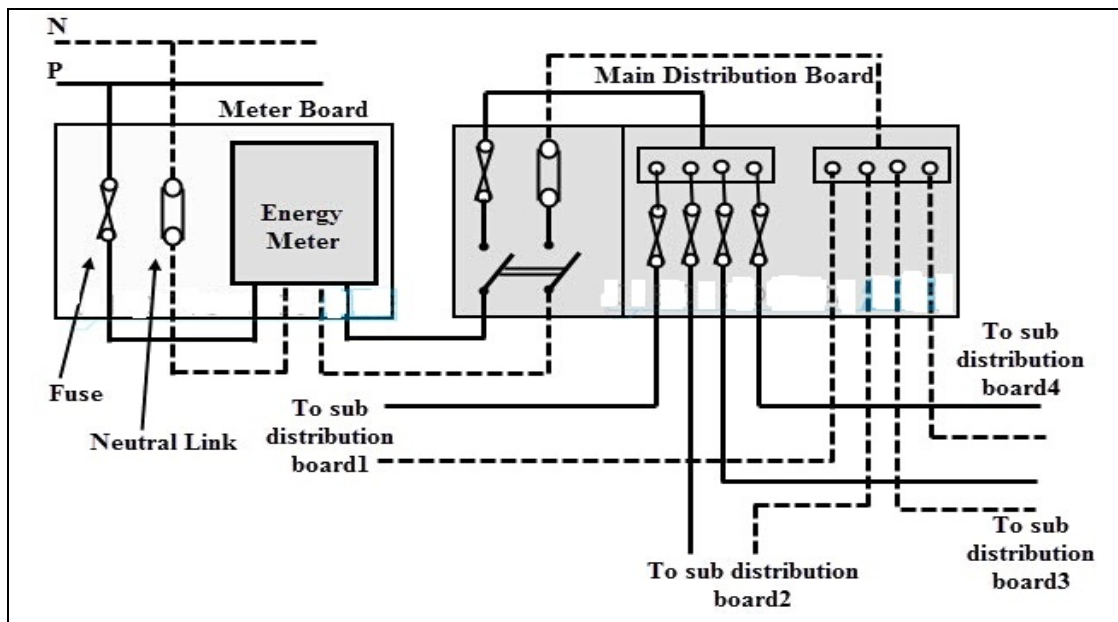 N
P
Main Distribution Board
Meter Board
Energy
Meter
Fuse
Neutral Link
To sub
distribution
board1
To sub distribution
board2
To sub
distribution
board4
To sub
distribution
board3